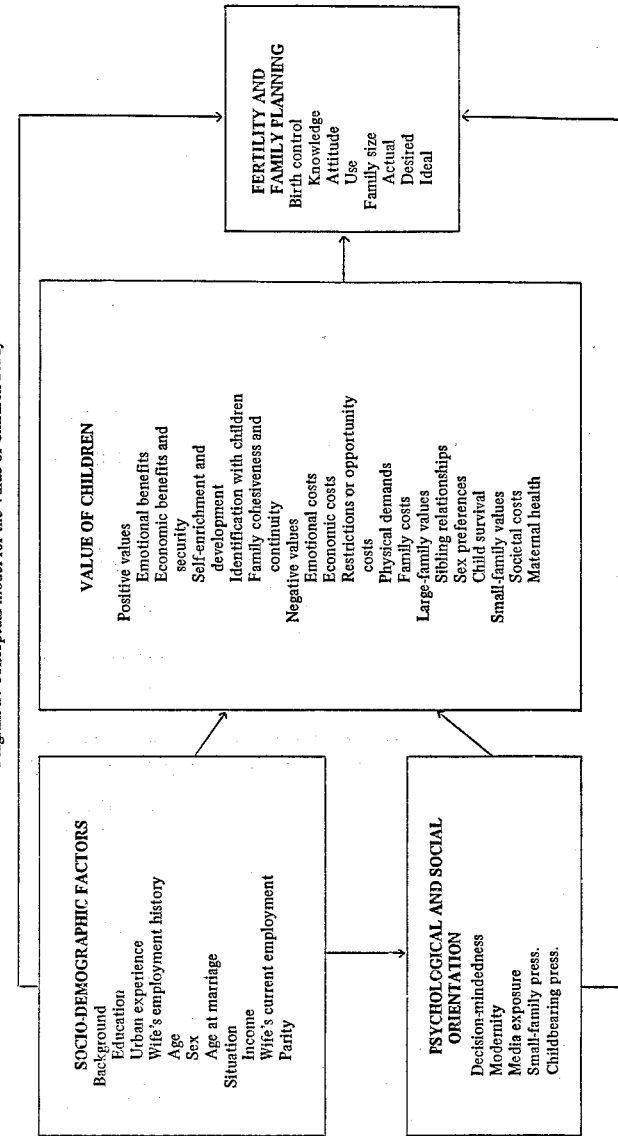 SOCIO-DEMOGRAPHIC FACTORS
Background
Education
Urban experience
Wife's employment history
Age
Sex
Age at marriage
Situation
Income
Wife's current employment
Parity
PSYCHOLOGICAL AND SOCIAL
ORIENTATION
Decision-mindedness
Modernity
Media exposure
Small-family press.
Childbearing press.
VALUE OF CHILDREN
Positive values
Emotional benefits
Economic benefits and
security
Self-enrichment and
development
Identification with children
Family cohesiveness and
continuity
Negative values
Emotional costs
Economic costs
Restrictions or opportunity
costs
Physical demands
Family costs
Large-family values
Sibling relationships
Sex preferences
Child survival
Small-family values
Societal costs
Maternal health
FERTILITY AND
FAMILY PLANNING
Birth control
Knowledge
Attitude
Use
Family size
Actual
Desired
Ideal